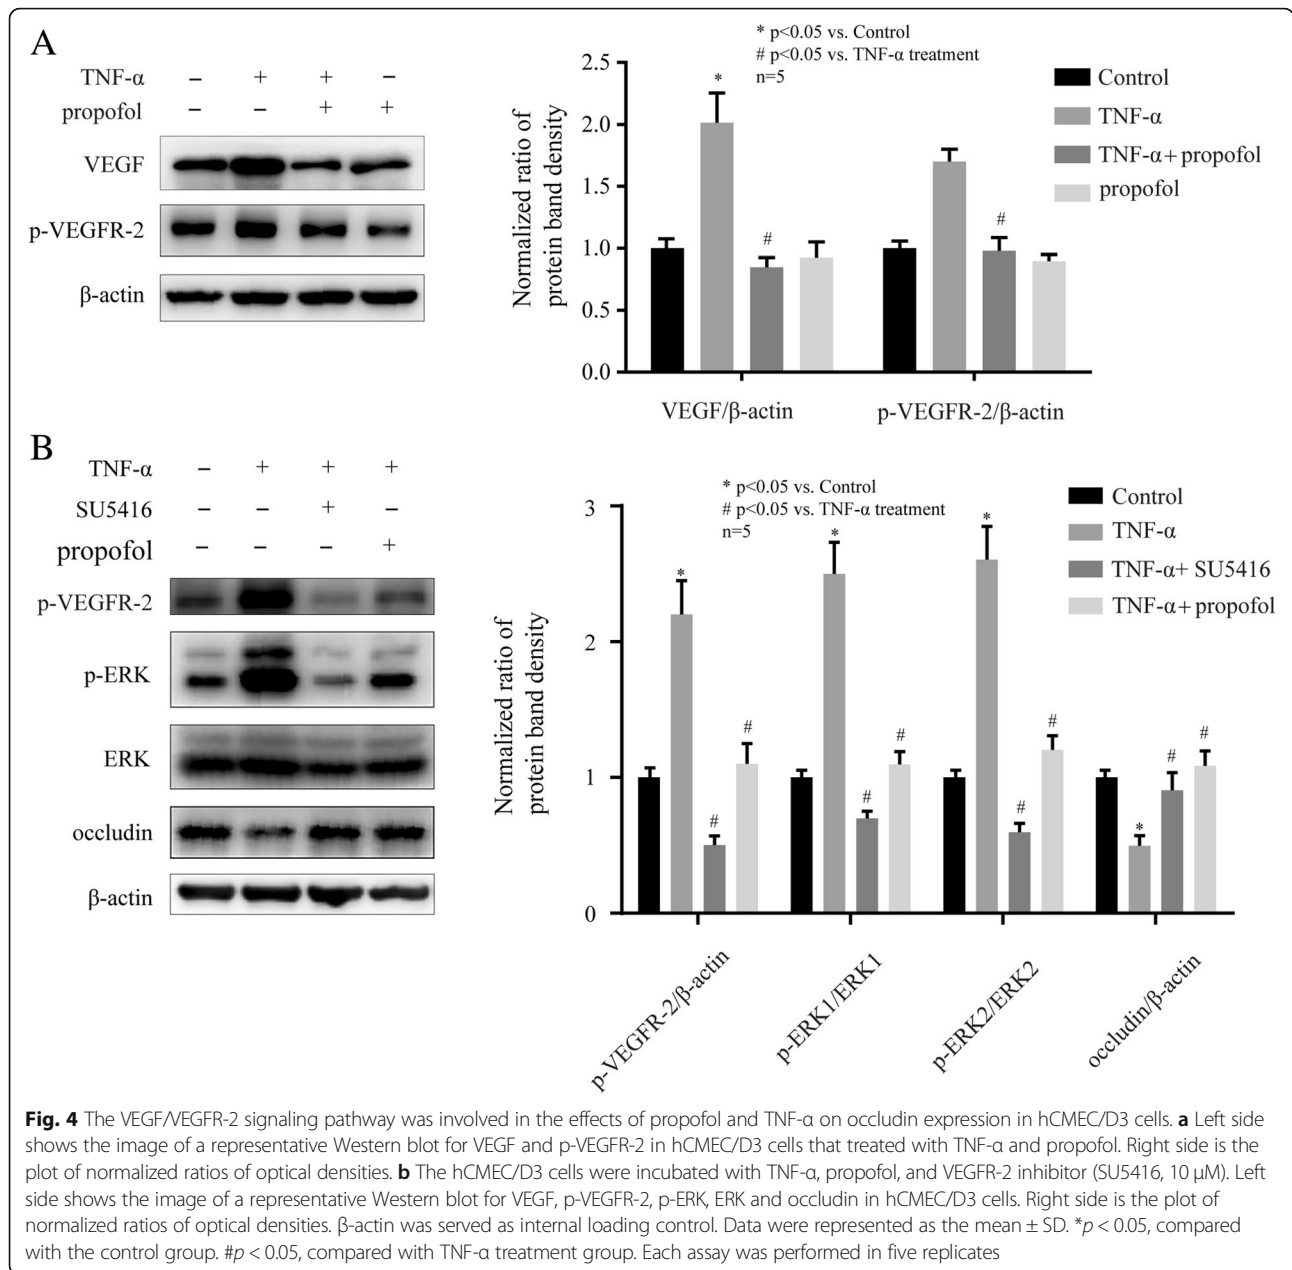 A
TNF-α – + + –
propofol – – + +
VEGF
p-VEGFR-2
β-actin
* p<0.05 vs. Control
# p<0.05 vs. TNF-α treatment
n=5
Normalized ratio of
protein band density
2.5
2.0
1.5
1.0
0.5
0.0
*
#
#
VEGF/β-actin
p-VEGFR-2/β-actin
Control
TNF-α
TNF-α+propofol
propofol
B
TNF-α – + + +
SU5416 – – + –
propofol – – – +
p-VEGFR-2
p-ERK
ERK
occludin
β-actin
* p<0.05 vs. Control
# p<0.05 vs. TNF-α treatment
n=5
Normalized ratio of
protein band density
3
2
1
0
*
#
#
*
#
#
*
#
#
*
#
#
p-VEGFR-2/β-actin
p-ERK1/ERK1
p-ERK2/ERK2
occludin/β-actin
Control
TNF-α
TNF-α+ SU5416
TNF-α+propofol
Fig. 4 The VEGF/VEGFR-2 signaling pathway was involved in the effects of propofol and TNF-α on occludin expression in hCMEC/D3 cells. a Left side
shows the image of a representative Western blot for VEGF and p-VEGFR-2 in hCMEC/D3 cells that treated with TNF-α and propofol. Right side is the
plot of normalized ratios of optical densities. b The hCMEC/D3 cells were incubated with TNF-α, propofol, and VEGFR-2 inhibitor (SU5416, 10 μM). Left
side shows the image of a representative Western blot for VEGF, p-VEGFR-2, p-ERK, ERK and occludin in hCMEC/D3 cells. Right side is the plot of
normalized ratios of optical densities. β-actin was served as internal loading control. Data were represented as the mean ± SD. *p < 0.05, compared
with the control group. #p < 0.05, compared with TNF-α treatment group. Each assay was performed in five replicates